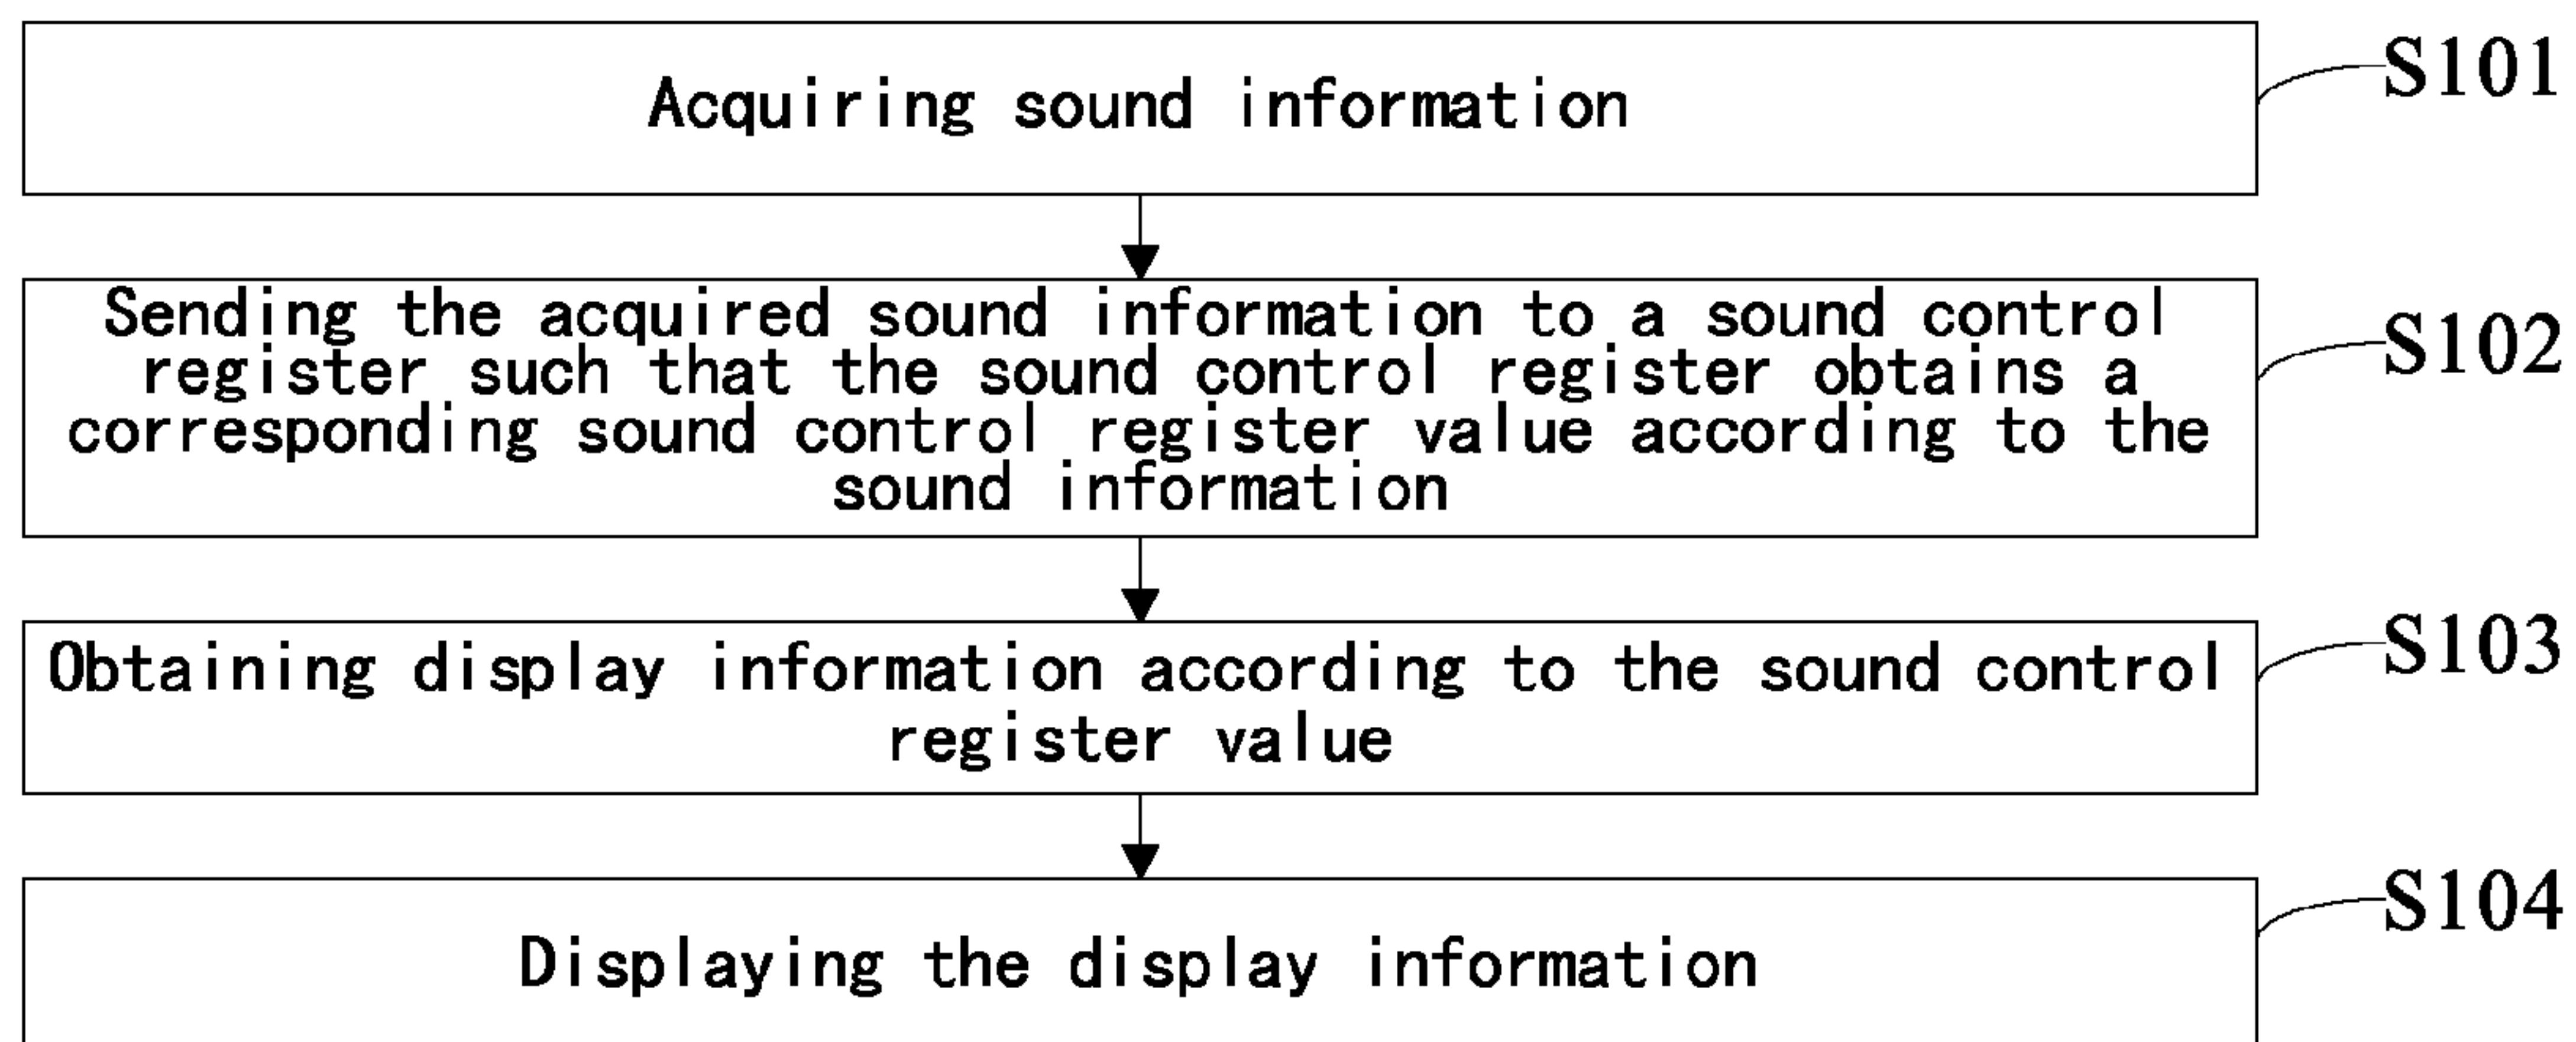 Acquiring sound information
S101
Sending the acquired sound information to a sound control
register such that the sound control register obtains a
corresponding sound control register value according to the
sound information
S102
Obtaining display information according to the sound control
register value
S103
Displaying the display information
S104